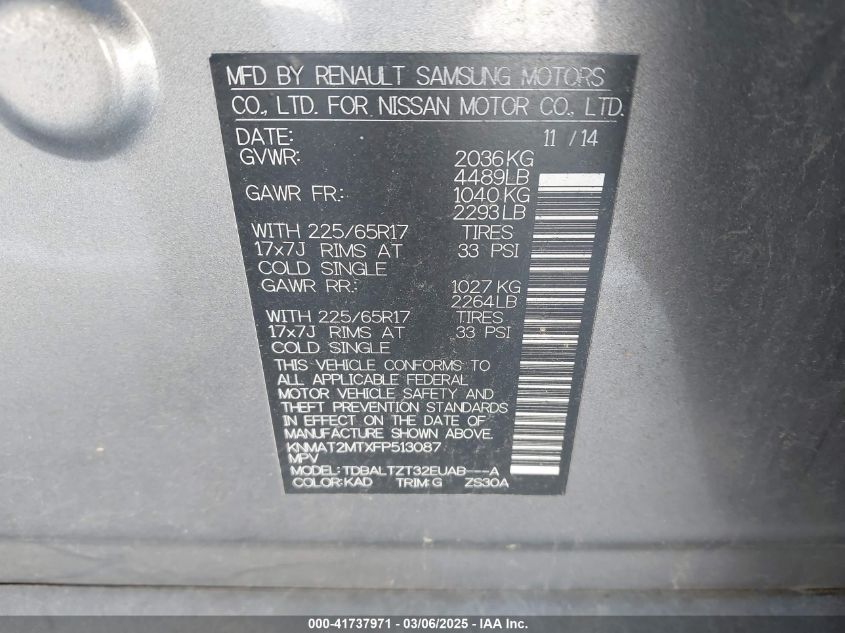 MFD BY RENAULT SAMSUNG MOTORS
CO., LTD. FOR NISSAN MOTOR CO., LTD.
DATE: 11 / 14
GVWR: 2036 KG
4489 LB
GAWR FR.: 1040 KG
2293 LB
WITH 225/65R17 TIRES
17x7J RIMS AT 33 PSI
COLD SINGLE
GAWR RR.: 1027 KG
2264 LB
WITH 225/65R17 TIRES
17x7J RIMS AT 33 PSI
COLD SINGLE
THIS VEHICLE CONFORMS TO
ALL APPLICABLE FEDERAL
MOTOR VEHICLE SAFETY AND
THEFT PREVENTION STANDARDS
IN EFFECT ON THE DATE OF
MANUFACTURE SHOWN ABOVE.
KNMAT2MTXFP513087
MPV
MODEL: TDBALTZT32EUAB---A
COLOR: KAD TRIM: G ZS30A
000-41737971 - 03/06/2025 - © IAA, Inc.